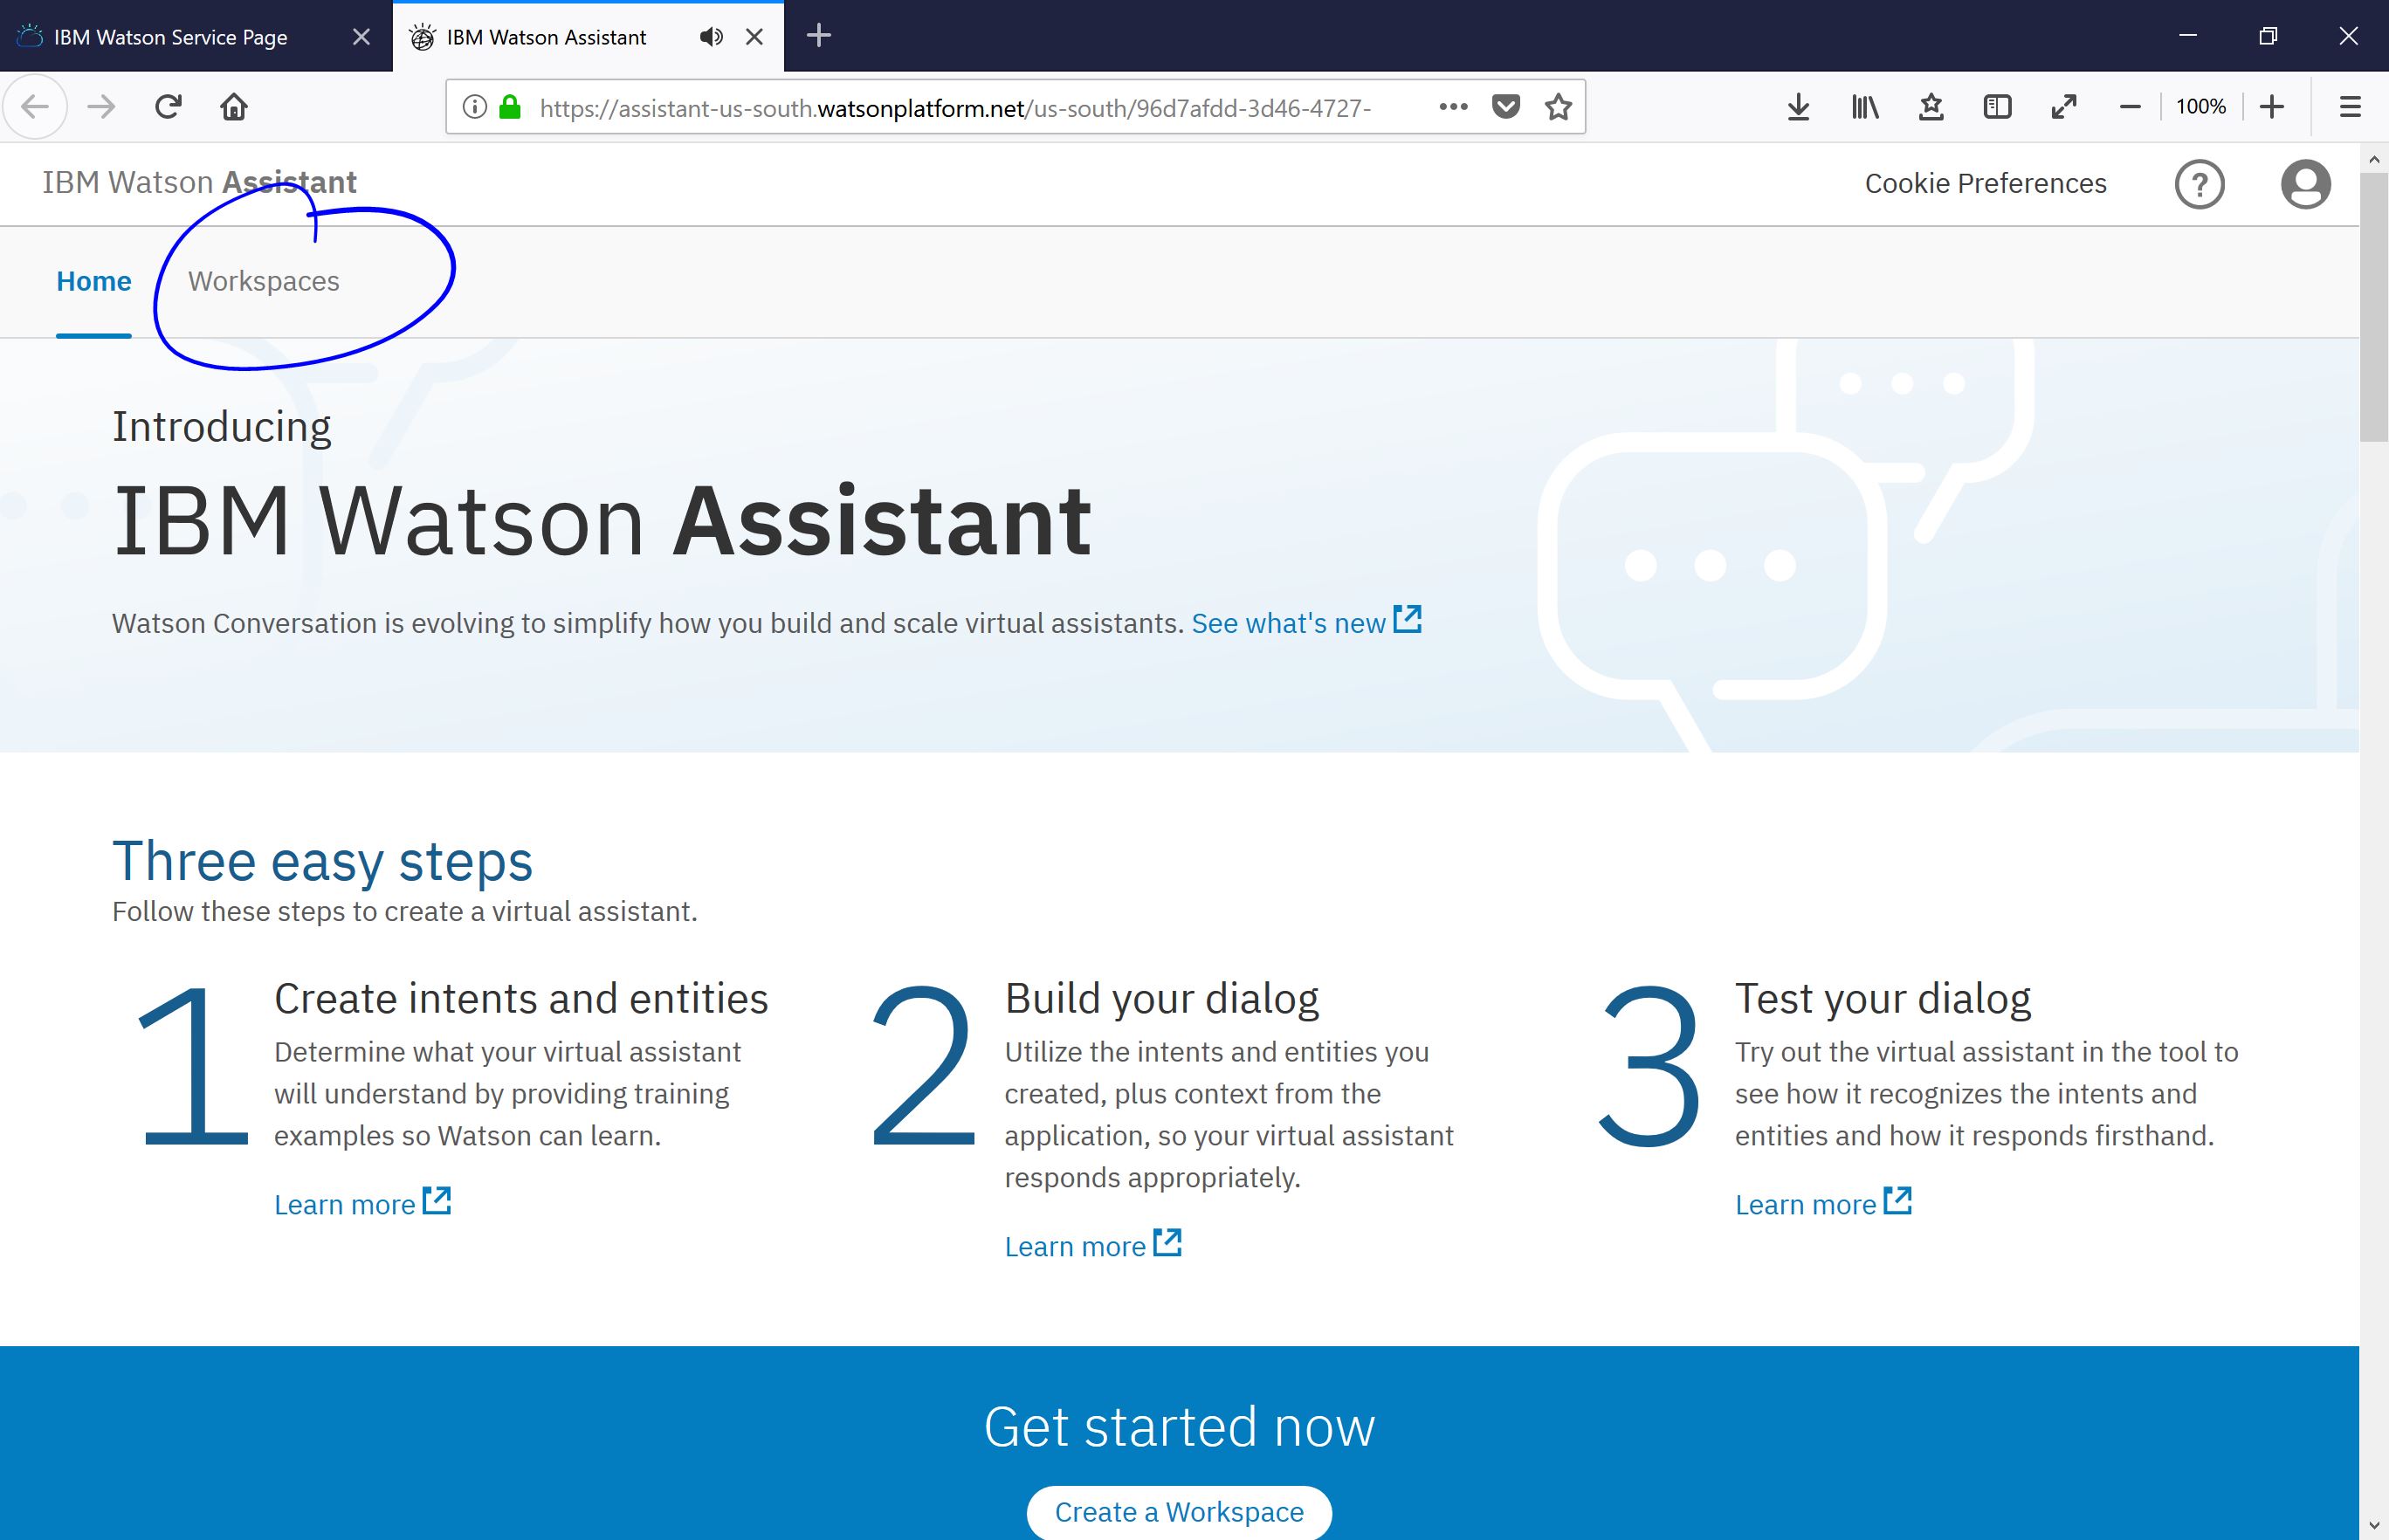 IBM Watson Service Page
IBM Watson Assistant
https://assistant-us-south.watsonplatform.net/us-south/96d7afdd-3d46-4727-
100%
IBM Watson Assistant
Cookie Preferences
?
Home
Workspaces
Introducing
IBM Watson Assistant
Watson Conversation is evolving to simplify how you build and scale virtual assistants. See what's new
Three easy steps
Follow these steps to create a virtual assistant.
1
Create intents and entities
Determine what your virtual assistant
will understand by providing training
examples so Watson can learn.
Learn more
2
Build your dialog
Utilize the intents and entities you
created, plus context from the
application, so your virtual assistant
responds appropriately.
Learn more
3
Test your dialog
Try out the virtual assistant in the tool to
see how it recognizes the intents and
entities and how it responds firsthand.
Learn more
Get started now
Create a Workspace